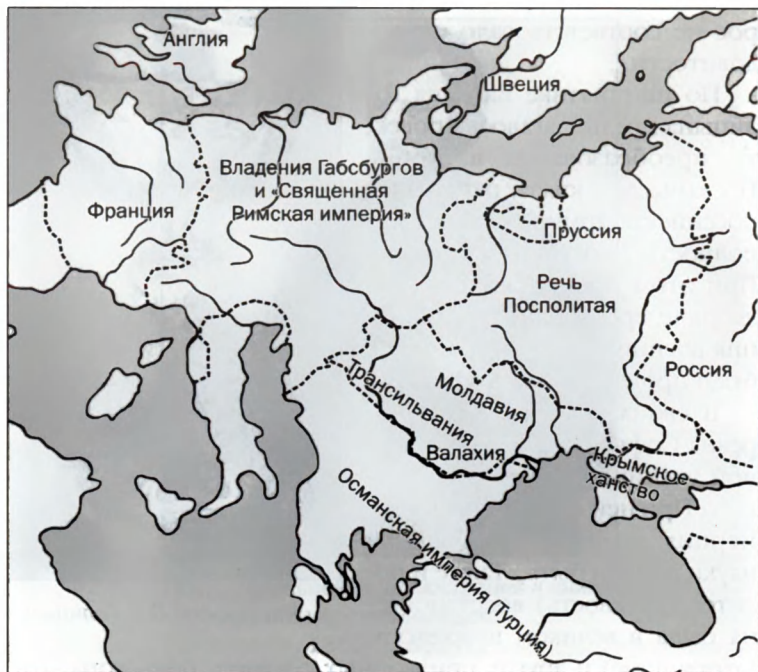 Англия
Швеция
Владения Габсбургов
и «Священная
Римская империя»
Франция
Пруссия
Речь
Посполитая
Россия
Молдавия
Трансильвания
Валахия
Крымское
ханство
Османская империя (Турция)